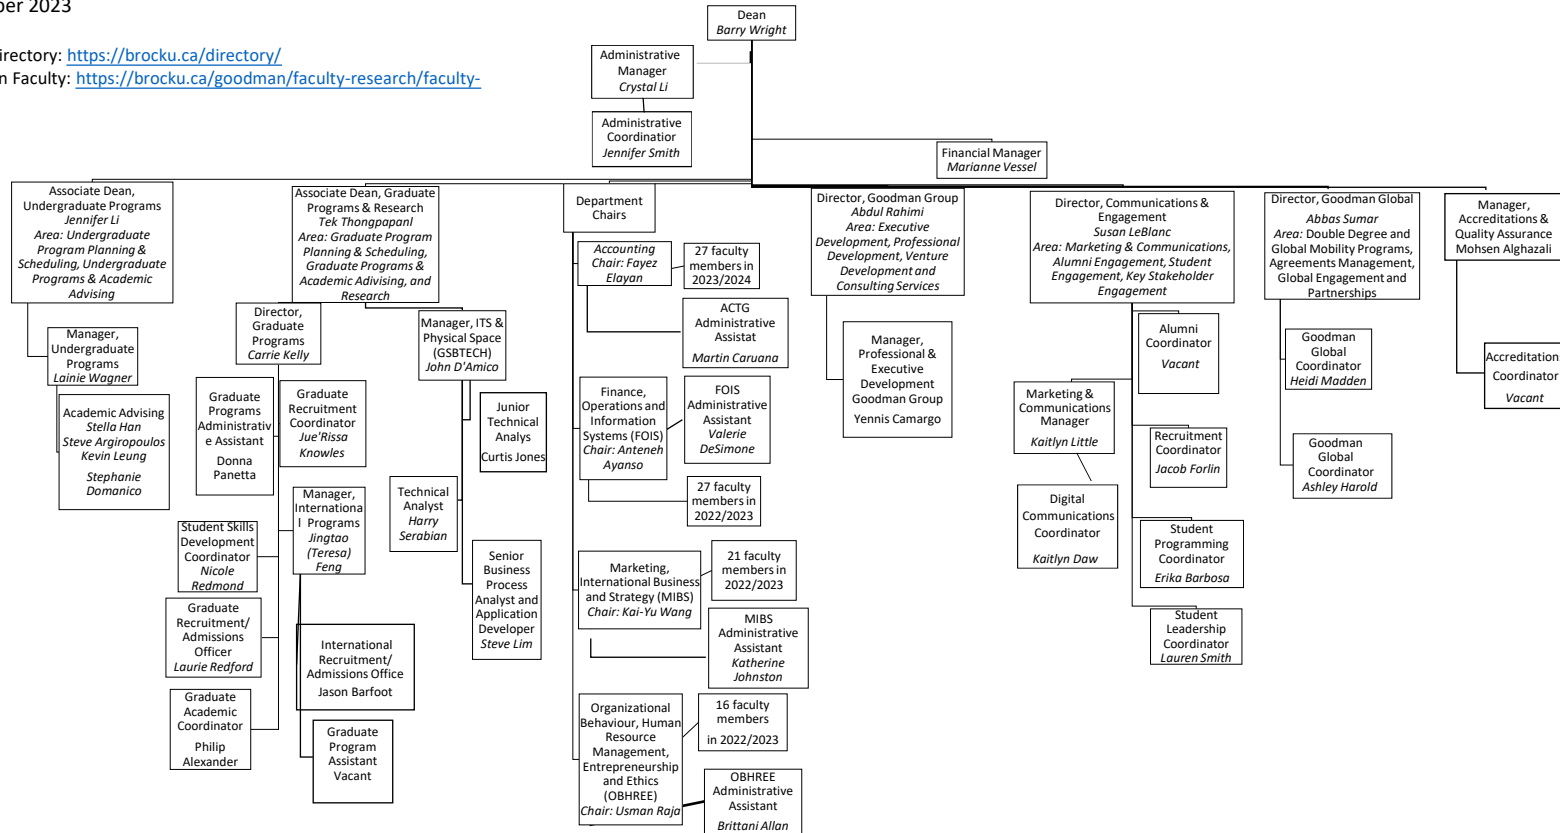 ber 2023
irectory: https://brocku.ca/directory/
n Faculty: https://brocku.ca/goodman/faculty-research/faculty-
Dean
Barry Wright
Administrative
Manager
Crystal Li
Administrative
Coordinatior
Jennifer Smith
Financial Manager
Marianne Vessel
Associate Dean,
Undergraduate Programs
Jennifer Li
Area: Undergraduate
Program Planning &
Scheduling, Undergraduate
Programs & Academic
Advising
Manager,
Undergraduate
Programs
Lainie Wagner
Academic Advising
Stella Han
Steve Argiropoulos
Kevin Leung
Stephanie
Domanico
Associate Dean, Graduate
Programs & Research
Tek Thongpapanl
Area: Graduate Program
Planning & Scheduling,
Graduate Programs &
Academic Advising, and
Research
Director,
Graduate
Programs
Carrie Kelly
Graduate
Programs
Administrativ
e Assistant
Donna
Panetta
Graduate
Recruitment
Coordinator
Jue'Rissa
Knowles
Manager,
Internationa
l Programs
Jingtao
(Teresa)
Feng
Student Skills
Development
Coordinator
Nicole
Redmond
Graduate
Recruitment/
Admissions
Officer
Laurie Redford
Graduate
Academic
Coordinator
Philip
Alexander
International
Recruitment/
Admissions Office
Jason Barfoot
Graduate
Program
Assistant
Vacant
Manager, ITS &
Physical Space
(GSBTECH)
John D'Amico
Junior
Technical
Analys
Curtis Jones
Technical
Analyst
Harry
Serabian
Senior
Business
Process
Analyst and
Application
Developer
Steve Lim
Department
Chairs
Accounting
Chair: Fayez
Elayan
27 faculty
members in
2023/2024
ACTG
Administrative
Assistat
Martin Caruana
Finance,
Operations and
Information
Systems (FOIS)
Chair: Anteneh
Ayanso
FOIS
Administrative
Assistant
Valerie
DeSimone
27 faculty
members in
2022/2023
Marketing,
International Business
and Strategy (MIBS)
Chair: Kai-Yu Wang
21 faculty
members in
2022/2023
MIBS
Administrative
Assistant
Katherine
Johnston
Organizational
Behaviour, Human
Resource
Management,
Entrepreneurship
and Ethics
(OBHREE)
Chair: Usman Raja
16 faculty
members
in 2022/2023
OBHREE
Administrative
Assistant
Brittani Allan
Director, Goodman Group
Abdul Rahimi
Area: Executive
Development, Professional
Development, Venture
Development and
Consulting Services
Manager,
Professional &
Executive
Development
Goodman Group
Yennis Camargo
Director, Communications &
Engagement
Susan LeBlanc
Area: Marketing & Communications,
Alumni Engagement, Student
Engagement, Key Stakeholder
Engagement
Alumni
Coordinator
Vacant
Marketing &
Communications
Manager
Kaitlyn Little
Recruitment
Coordinator
Jacob Forlin
Digital
Communications
Coordinator
Kaitlyn Daw
Student
Programming
Coordinator
Erika Barbosa
Student
Leadership
Coordinator
Lauren Smith
Director, Goodman Global
Abbas Sumar
Area: Double Degree and
Global Mobility Programs,
Agreements Management,
Global Engagement and
Partnerships
Goodman
Global
Coordinator
Heidi Madden
Goodman
Global
Coordinator
Ashley Harold
Manager,
Accreditations &
Quality Assurance
Mohsen Alghazali
Accreditation
Coordinator
Vacant